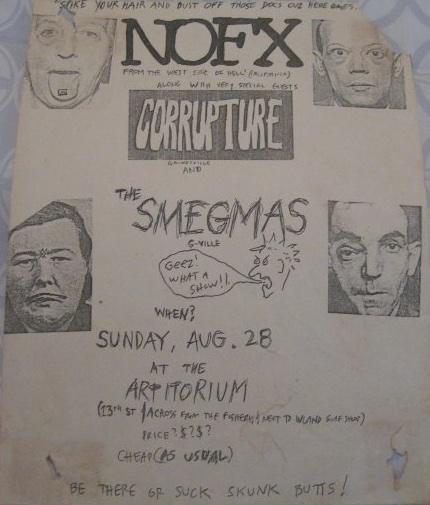 "SPIKE YOUR HAIR AND DUST OFF THOSE DOCS CUZ HERE COMES.
NOFX
FROM THE WEST SIDE OF HELL (KALIFORNIA)
ALONG WITH VERY SPECIAL GUESTS
CORRUPTURE
GAINESVILLE
AND
THE
SMEGMAS
G-VILLE
GEEZ!
WHAT A
SHOW!!
WHEN?
SUNDAY, AUG. 28
AT THE
ARTITORIUM
(13TH ST ACROSS FROM THE FISHERY, NEXT TO INLAND SURF SHOP)
PRICE?$?$?
CHEAP (AS USUAL)
BE THERE OR SUCK SKUNK BUTTS!